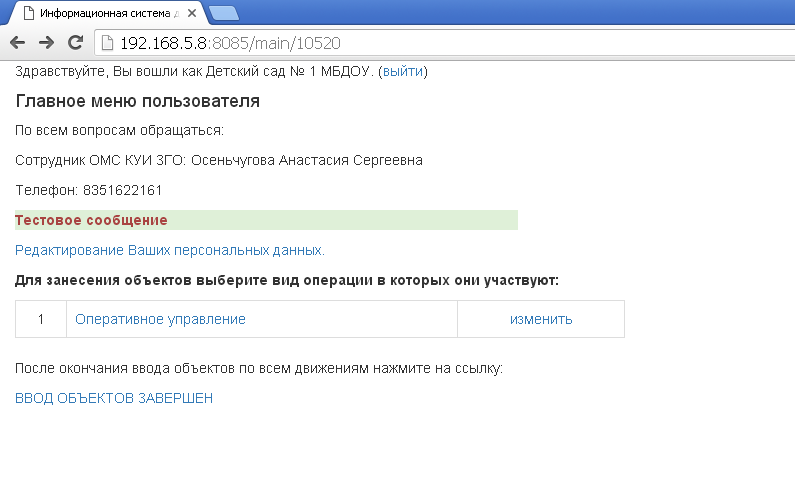 Информационная система д
192.168.5.8:8085/main/10520
Здравствуйте, Вы вошли как Детский сад № 1 МБДОУ. (выйти)
Главное меню пользователя
По всем вопросам обращаться:
Сотрудник ОМС КУИ ЗГО: Осеньчугова Анастасия Сергеевна
Телефон: 8351622161
Тестовое сообщение
Редактирование Ваших персональных данных.
Для занесения объектов выберите вид операции в которых они участвуют:
1 Оперативное управление изменить
После окончания ввода объектов по всем движениям нажмите на ссылку:
ВВОД ОБЪЕКТОВ ЗАВЕРШЕН